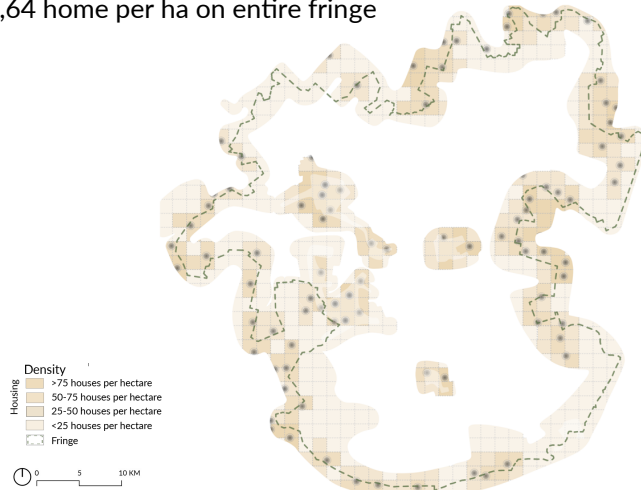 ,64 home per ha on entire fringe
Density
Housing
>75 houses per hectare
50-75 houses per hectare
25-50 houses per hectare
<25 houses per hectare
Fringe
0 5 10 KM